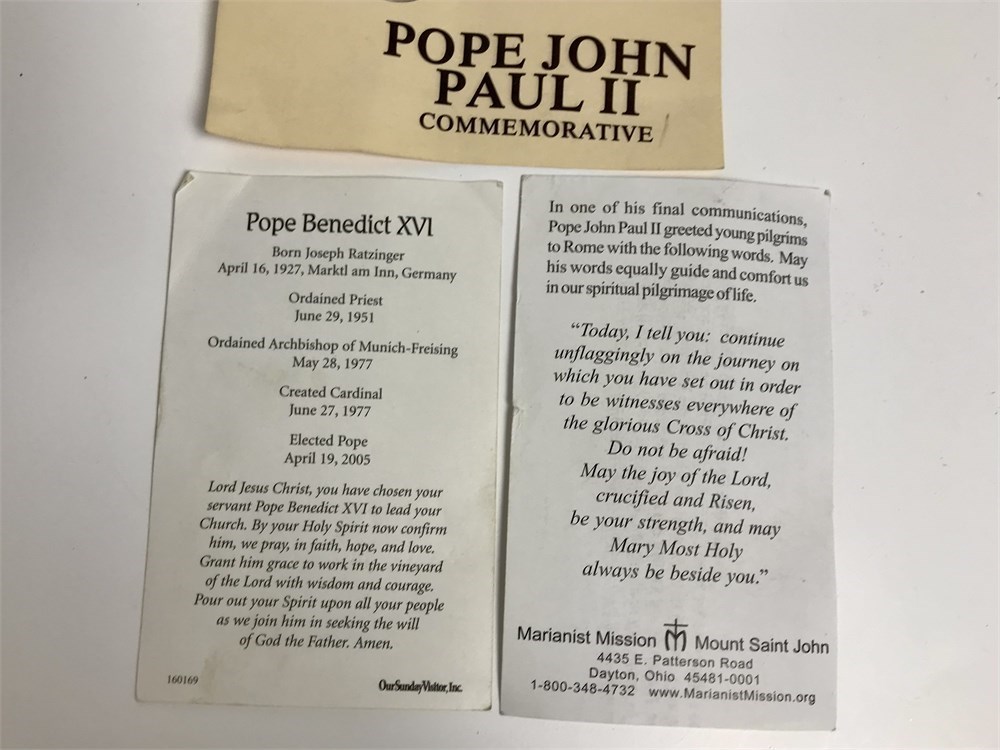 POPE JOHN
PAUL II
COMMEMORATIVE
Pope Benedict XVI
Born Joseph Ratzinger
April 16, 1927, Marktl am Inn, Germany
Ordained Priest
June 29, 1951
Ordained Archbishop of Munich-Freising
May 28, 1977
Created Cardinal
June 27, 1977
Elected Pope
April 19, 2005
Lord Jesus Christ, you have chosen your
servant Pope Benedict XVI to lead your
Church. By your Holy Spirit now confirm
him, we pray, in faith, hope, and love.
Grant him grace to work in the vineyard
of the Lord with wisdom and courage.
Pour out your Spirit upon all your people
as we join him in seeking the will
of God the Father. Amen.
160169
OurSundayVisitor, Inc.
In one of his final communications,
Pope John Paul II greeted young pilgrims
to Rome with the following words. May
his words equally guide and comfort us
in our spiritual pilgrimage of life.
“Today, I tell you: continue
unflaggingly on the journey on
which you have set out in order
to be witnesses everywhere of
the glorious Cross of Christ.
Do not be afraid!
May the joy of the Lord,
crucified and Risen,
be your strength, and may
Mary Most Holy
always be beside you.”
Marianist Mission Mount Saint John
4435 E. Patterson Road
Dayton, Ohio 45481-0001
1-800-348-4732 www.MarianistMission.org